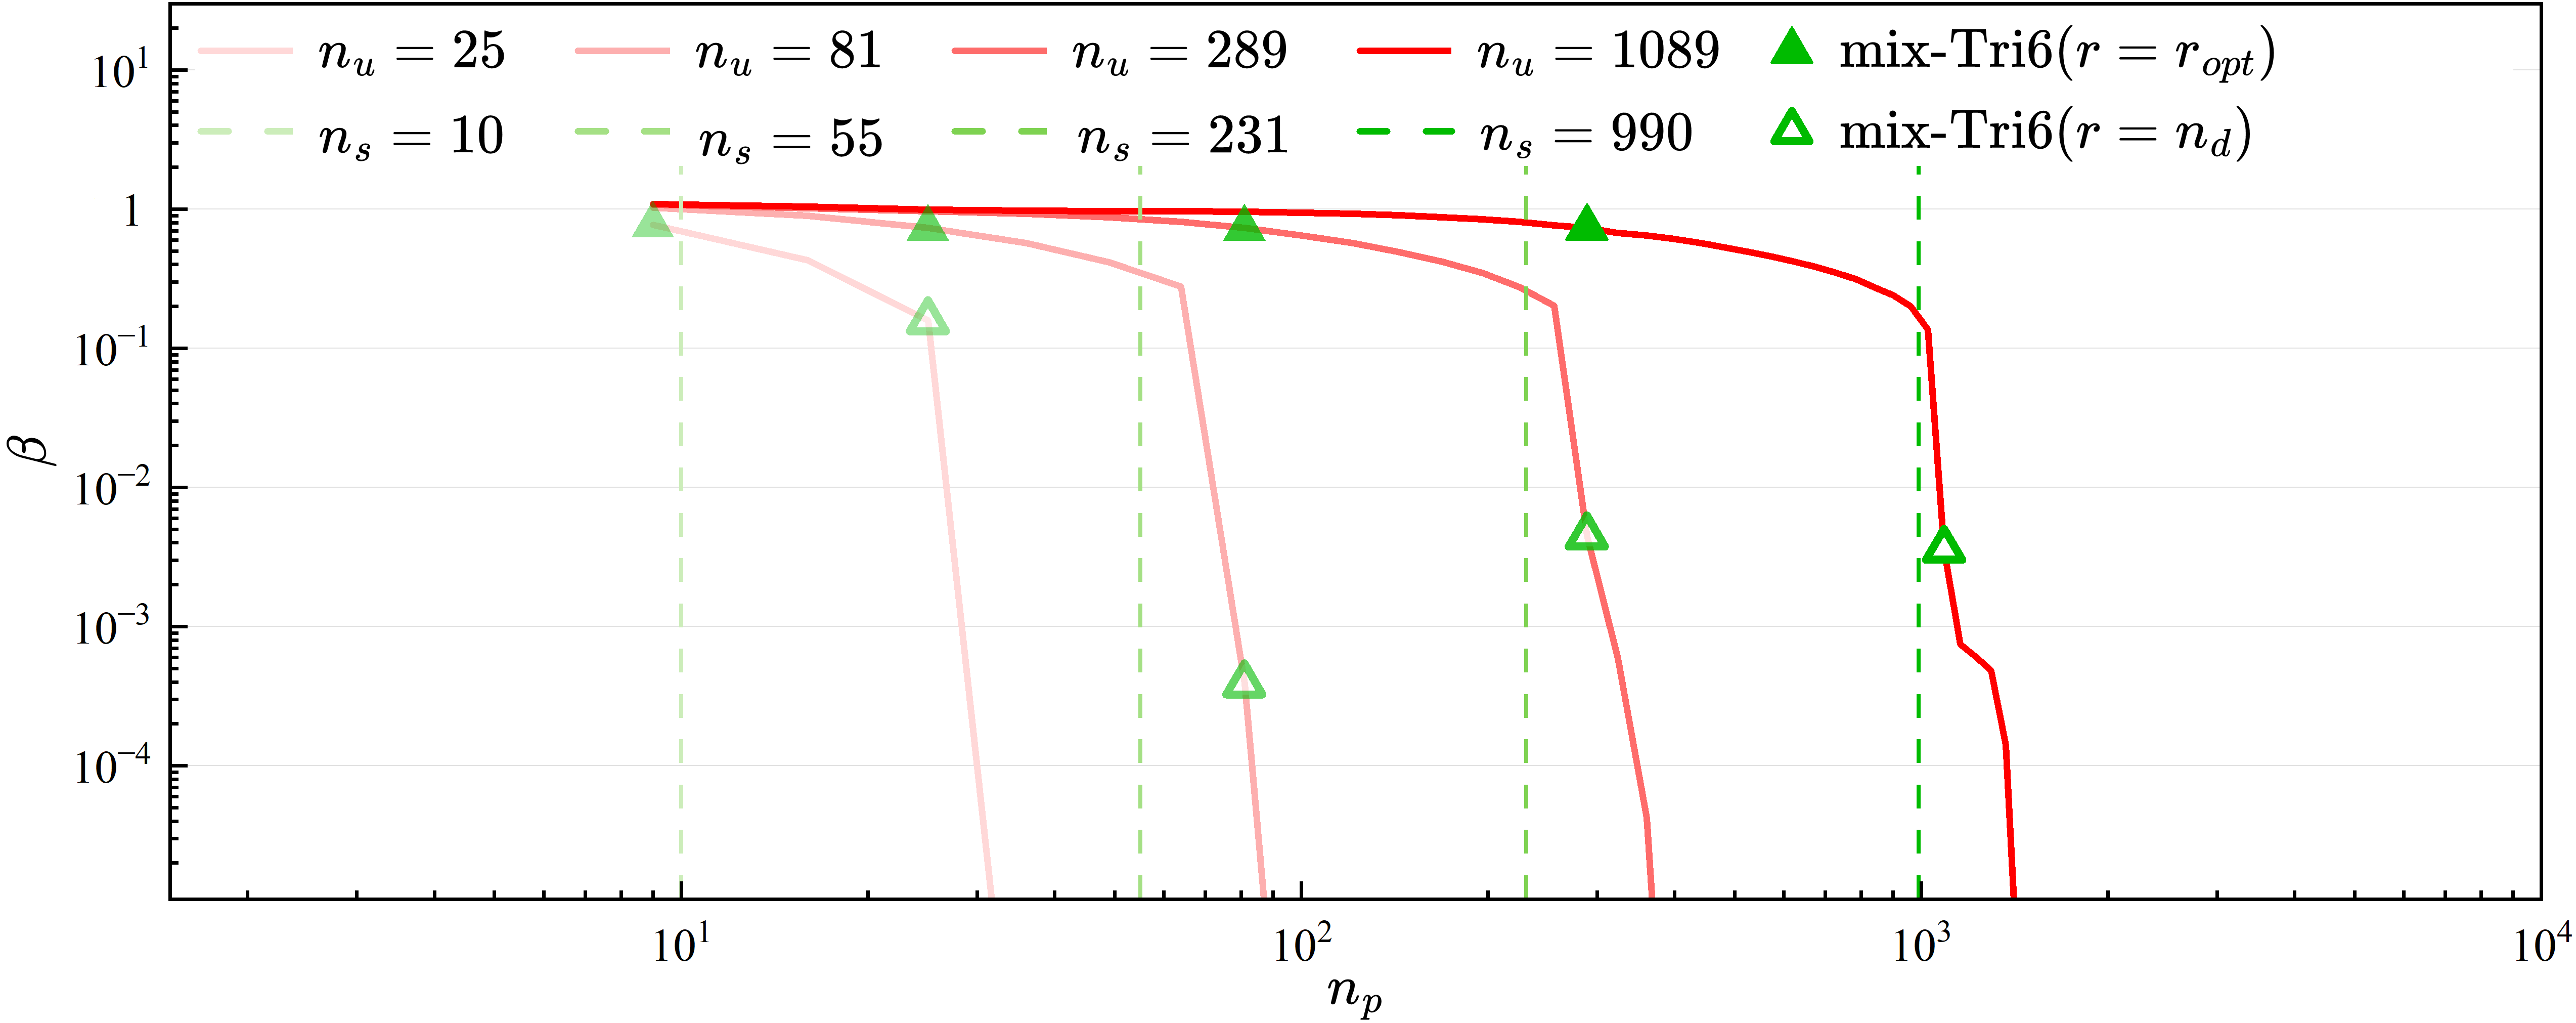 n_u = 25 n_u = 81 n_u = 289 n_u = 1089 mix-Tri6(r = r_opt)
n_s = 10 n_s = 55 n_s = 231 n_s = 990 mix-Tri6(r = n_d)
10^1
1
10^−1
10^−2
10^−3
10^−4
β
10^1 10^2 10^3 10^4
n_p